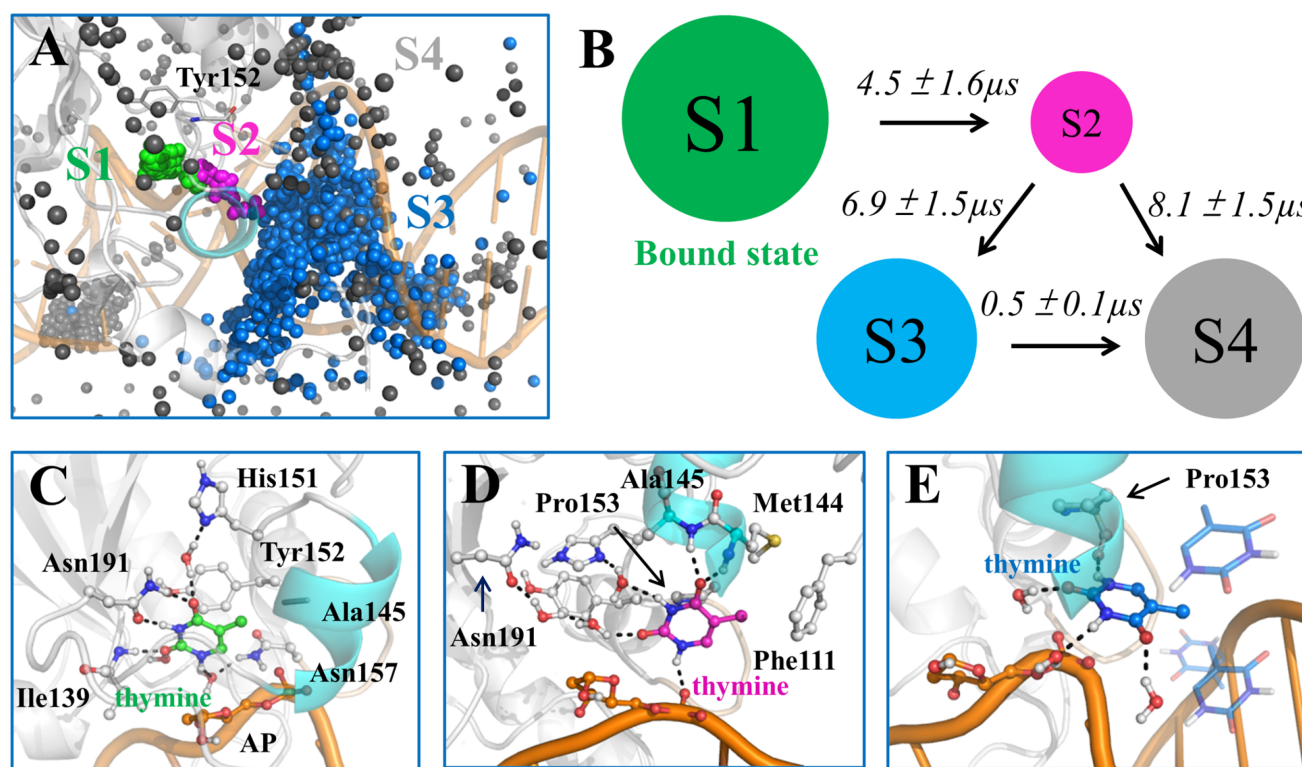 A
S4
Tyr152
S2
S1
S3
B
S1
4.5 ±1.6μs
S2
6.9 ±1.5μs
8.1 ±1.5μs
Bound state
0.5 ±0.1μs
S3
S4
C
His151
Tyr152
Asn191
Ala145
Asn157
Ile139
thymine
AP
D
Ala145
Pro153
Met144
Asn191
Phe111
thymine
E
Pro153
thymine